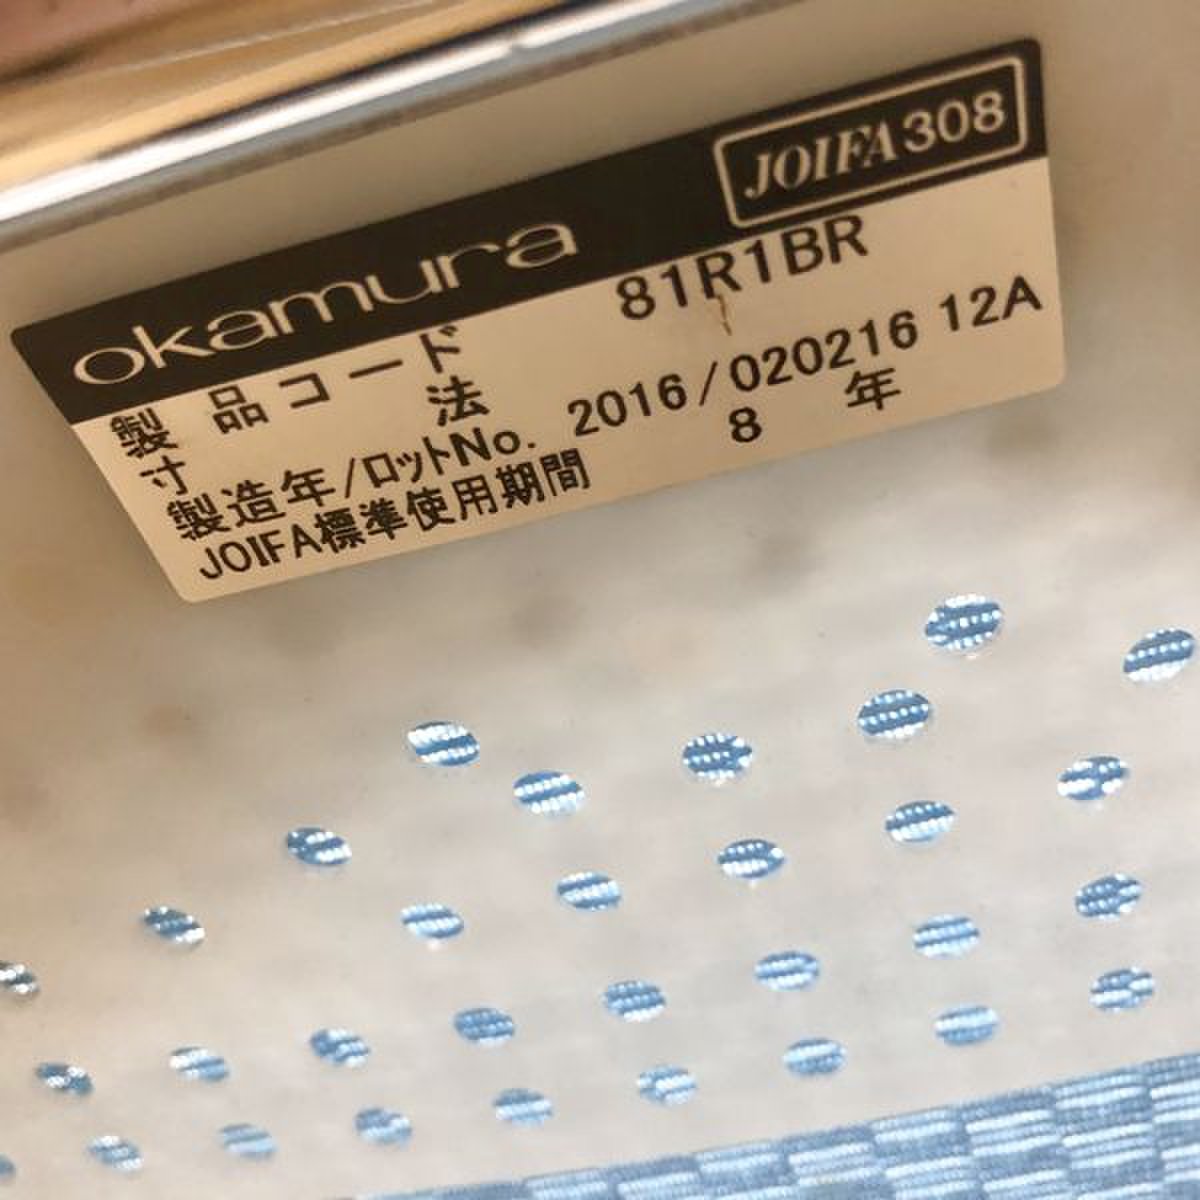 okamura JOIFA308
製品コード 81R1BR
寸法
製造年/ロットNo. 2016/020216 12A
JOIFA標準使用期間 8年